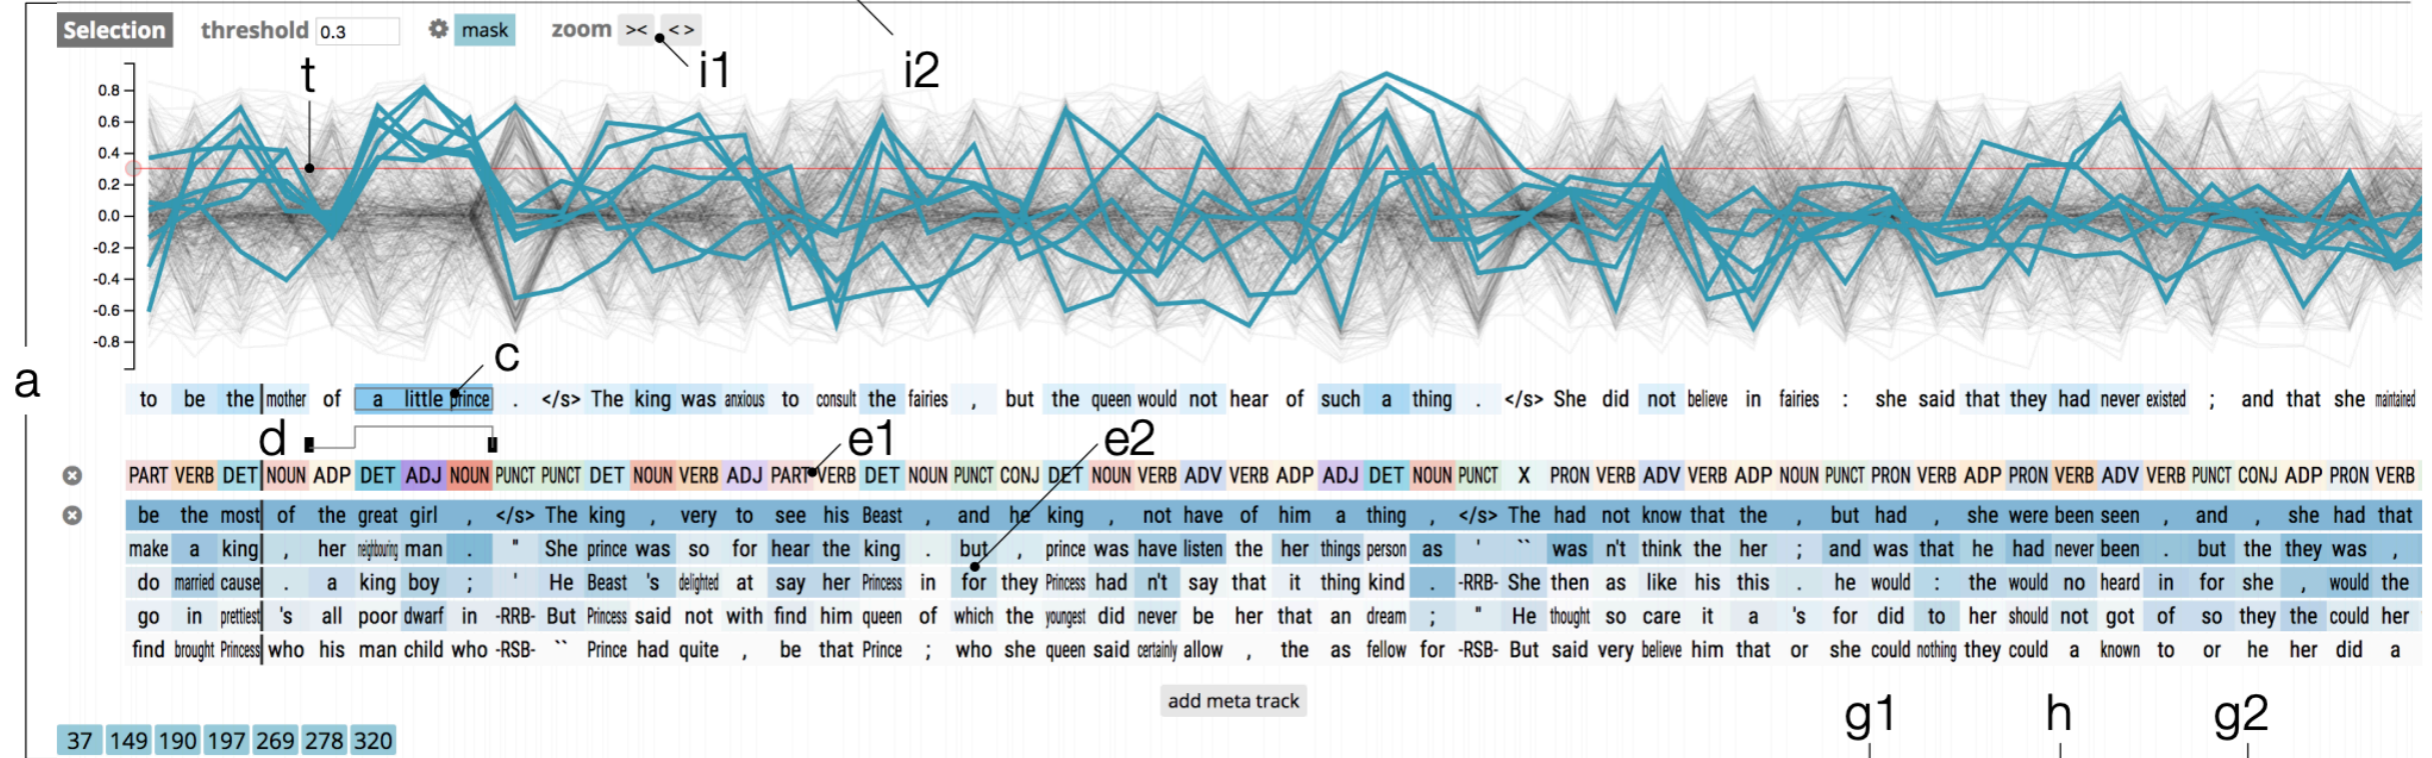 Selection threshold 0.3 mask zoom >< <>
t i1 i2
0.8
0.6
0.4
0.2
0.0
-0.2
-0.4
-0.6
-0.8
c
a
to be the mother of a little prince . </s> The king was anxious to consult the fairies , but the queen would not hear of such a thing . </s> She did not believe in fairies : she said that they had never existed ; and that she maintained
d e1 e2
PART VERB DET NOUN ADP DET ADJ NOUN PUNCT PUNCT DET NOUN VERB ADJ PART VERB DET NOUN PUNCT CONJ DET NOUN VERB ADV VERB ADP ADJ DET NOUN PUNCT X PRON VERB ADV VERB ADP NOUN PUNCT PRON VERB ADP PRON VERB ADV VERB PUNCT CONJ ADP PRON VERB
be the most of the great girl , </s> The king , very to see his Beast , and he king , not have of him a thing , </s> The had not know that the , but had , she were been seen , and , she had that
make a king , her neighbouring man . " She prince was so for hear the king . but , prince was have listen the her things person as ' `` was n't think the her ; and was that he had never been . but the they was ,
do married cause . a king boy ; ' He Beast 's delighted at say her Princess in for they Princess had n't say that it thing kind . -RRB- She then as like his this . he would : the would no heard in for she , would the
go in prettiest 's all poor dwarf in -RRB- But Princess said not with find him queen of which the youngest did never be her that an dream ; " He thought so care it a 's for did to her should not got of so they the could her
find brought Princess who his man child who -RSB- `` Prince had quite , be that Prince ; who she queen said certainly allow , the as fellow for -RSB- But said very believe him that or she could nothing they could a known to or he her did a
add meta track
g1 h g2
37 149 190 197 269 278 320